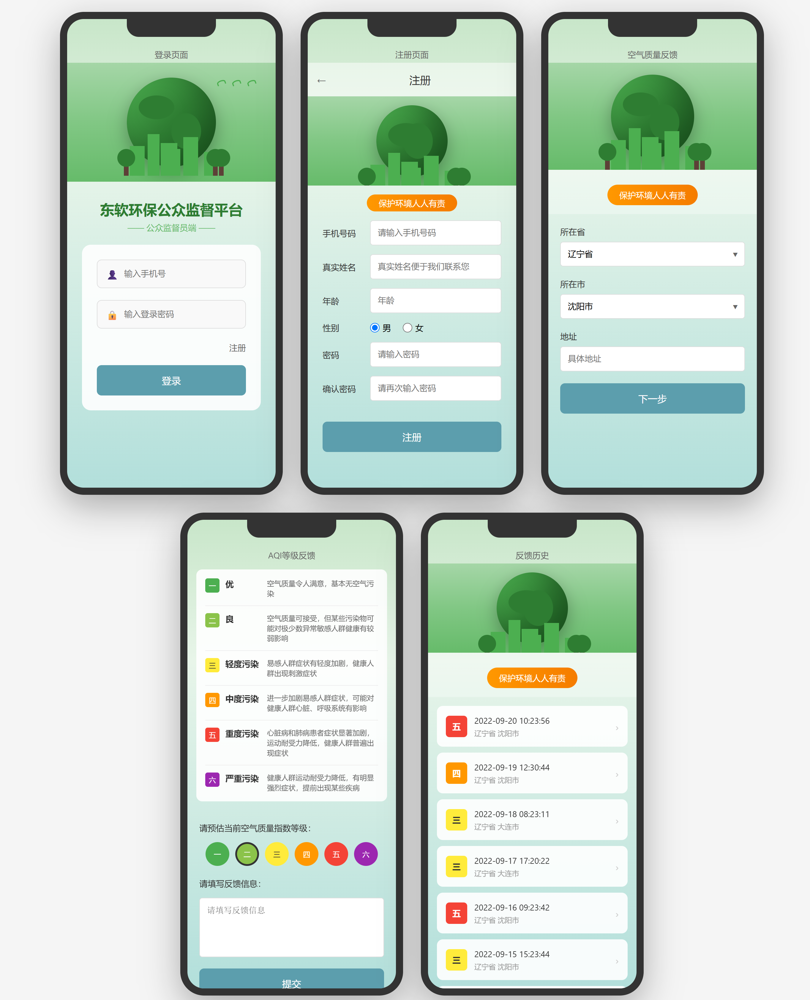 登录页面
东软环保公众监督平台
—— 公众监督员端 ——
输入手机号
输入登录密码
注册
登录
注册页面
← 注册
保护环境人人有责
手机号码 请输入手机号码
真实姓名 真实姓名便于我们联系您
年龄 年龄
性别 男 女
密码 请输入密码
确认密码 请再次输入密码
注册
空气质量反馈
保护环境人人有责
所在省
辽宁省
所在市
沈阳市
地址
具体地址
下一步
AQI等级反馈
一 优 空气质量令人满意，基本无空气污
染
二 良 空气质量可接受，但某些污染物可
能对极少数异常敏感人群健康有较
弱影响
三 轻度污染 易感人群症状有轻度加剧，健康人
群出现刺激症状
四 中度污染 进一步加剧易感人群症状，可能对
健康人群心脏、呼吸系统有影响
五 重度污染 心脏病和肺病患者症状显著加剧，
运动耐受力降低，健康人群普遍出
现症状
六 严重污染 健康人群运动耐受力降低，有明显
强烈症状，提前出现某些疾病
请预估当前空气质量指数等级：
一 二 三 四 五 六
请填写反馈信息：
请填写反馈信息
提交
反馈历史
保护环境人人有责
五 2022-09-20 10:23:56 ›
辽宁省 沈阳市
四 2022-09-19 12:30:44 ›
辽宁省 沈阳市
三 2022-09-18 08:23:11 ›
辽宁省 大连市
三 2022-09-17 17:20:22 ›
辽宁省 大连市
五 2022-09-16 09:23:42 ›
辽宁省 沈阳市
三 2022-09-15 15:23:44 ›
辽宁省 沈阳市